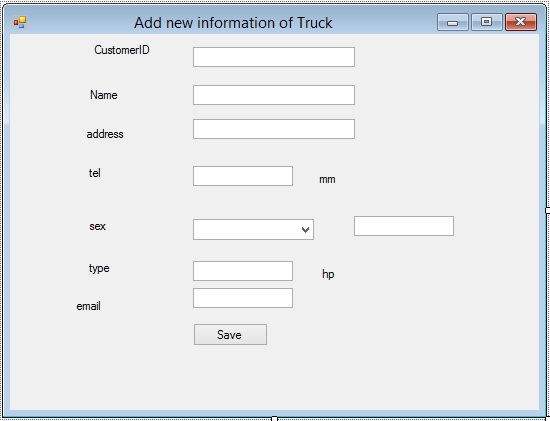 Add new information of Truck
CustomerID
Name
address
tel
mm
sex
type
hp
email
Save